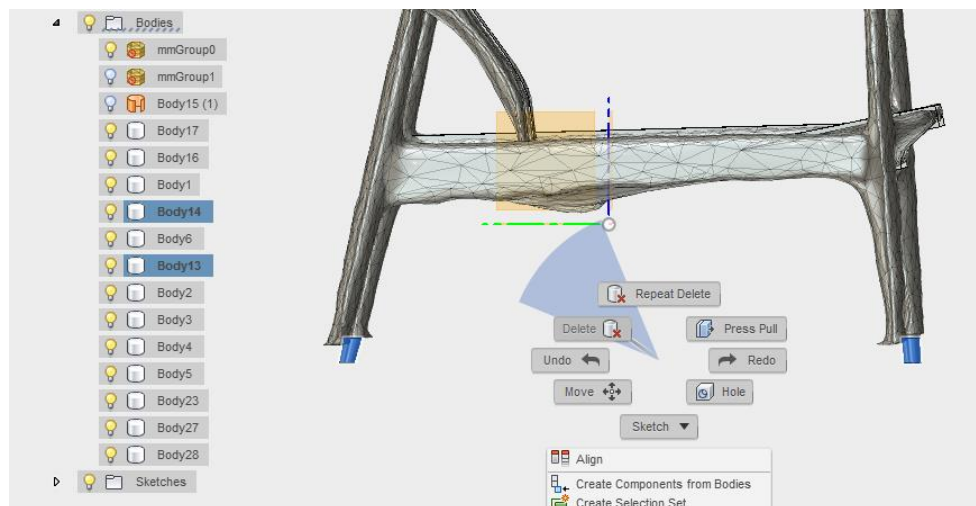 Bodies
mmGroup0
mmGroup1
Body15 (1)
Body17
Body16
Body1
Body14
Body6
Body13
Body2
Body3
Body4
Body5
Body23
Body27
Body28
Sketches
Repeat Delete
Delete
Press Pull
Undo
Redo
Move
Hole
Sketch
Align
Create Components from Bodies
Create Selection Set